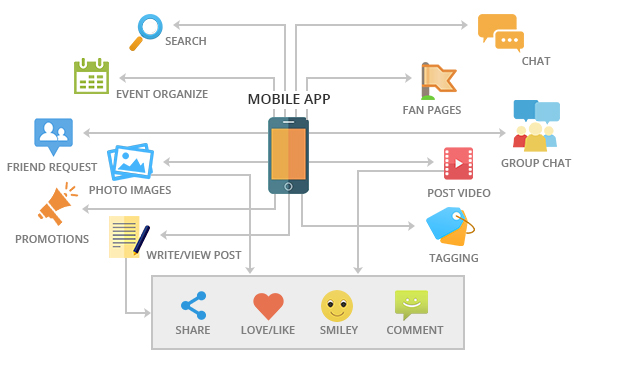 SEARCH
CHAT
EVENT ORGANIZE
MOBILE APP
FAN PAGES
FRIEND REQUEST
GROUP CHAT
PHOTO IMAGES
POST VIDEO
PROMOTIONS
WRITE/VIEW POST
TAGGING
SHARE
LOVE/LIKE
SMILEY
COMMENT